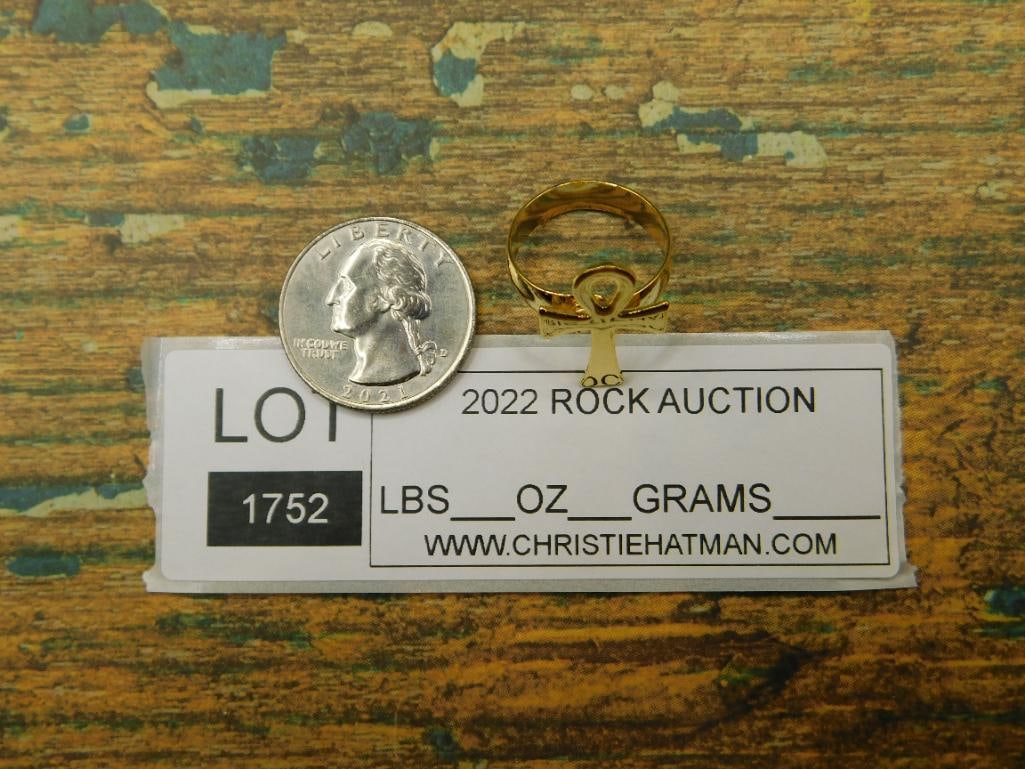 LIBERTY
IN GOD WE
TRUST
D
2021
LOT
1752
2022 ROCK AUCTION
LBS___OZ___GRAMS_____
WWW.CHRISTIEHATMAN.COM